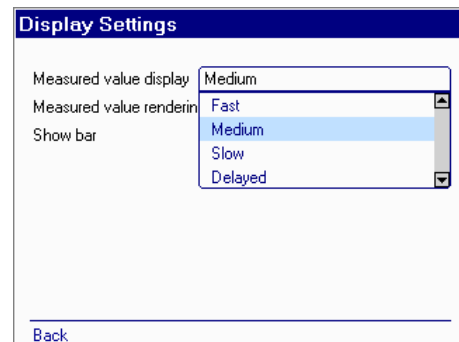 Display Settings
Measured value display Medium
Measured value renderin Fast
Medium
Show bar
Slow
Delayed
Back